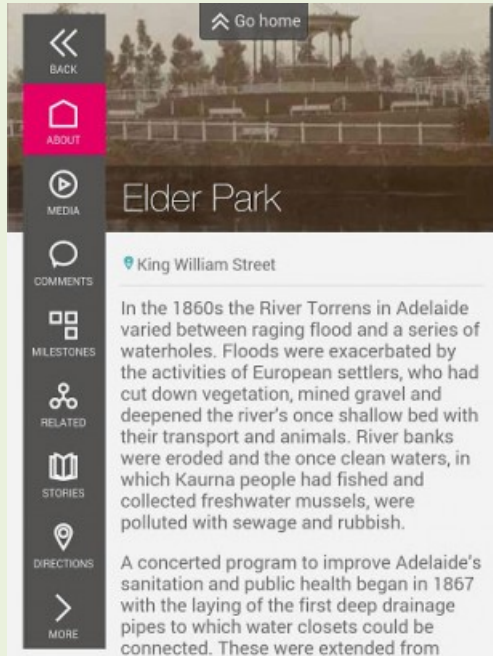 Go home
BACK
ABOUT
MEDIA
COMMENTS
MILESTONES
RELATED
STORIES
DIRECTIONS
MORE
Elder Park
King William Street
In the 1860s the River Torrens in Adelaide
varied between raging flood and a series of
waterholes. Floods were exacerbated by
the activities of European settlers, who had
cut down vegetation, mined gravel and
deepened the river's once shallow bed with
their transport and animals. River banks
were eroded and the once clean waters, in
which Kaurna people had fished and
collected freshwater mussels, were
polluted with sewage and rubbish.
A concerted program to improve Adelaide's
sanitation and public health began in 1867
with the laying of the first deep drainage
pipes to which water closets could be
connected. These were extended from